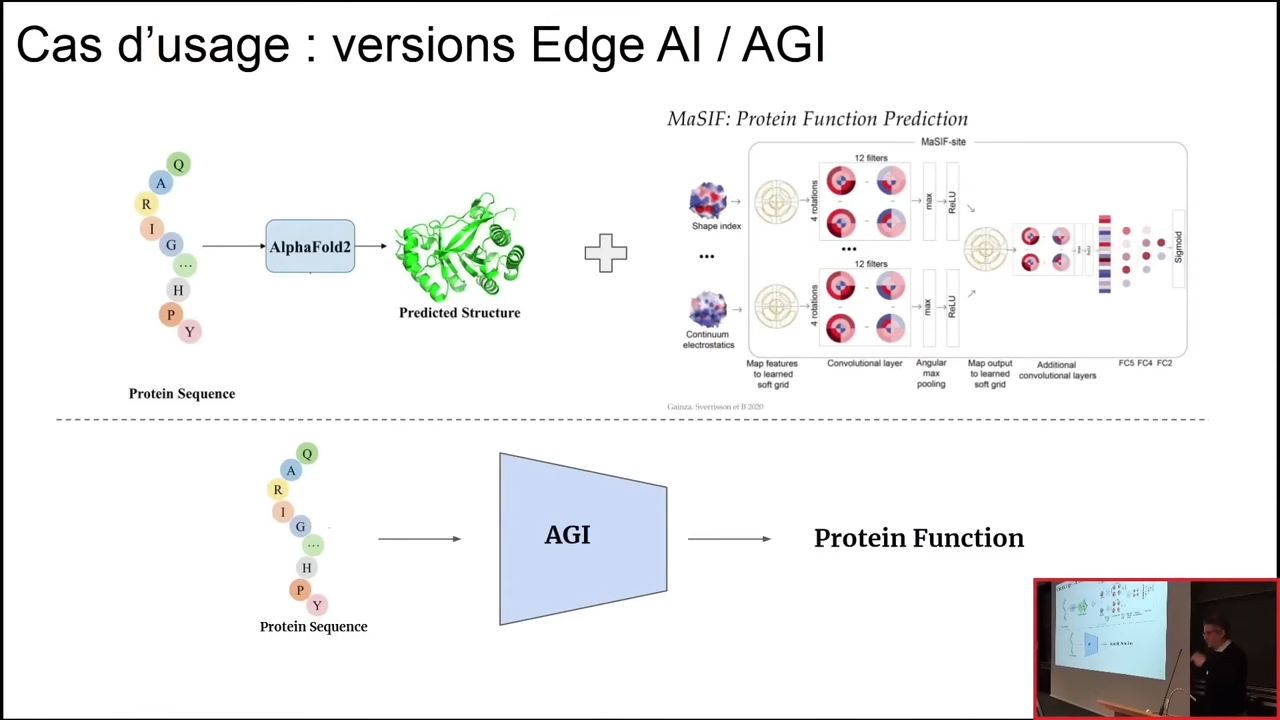 Cas d’usage : versions Edge AI / AGI
MaSIF: Protein Function Prediction
MaSIF-site
Q
A
R
I
G
...
H
P
Y
Protein Sequence
AlphaFold2
Predicted Structure
Shape index
...
Continuum
electrostatics
12 filters
4 rotations
...
12 filters
4 rotations
max
ReLU
max
ReLU
Sigmoid
Map features
to learned
soft grid
Convolutional layer
Angular
max
pooling
Map output
to learned
soft grid
Additional
convolutional layers
FC5 FC4 FC2
Gainza, Sverrisson et B 2020
Q
A
R
I
G
...
H
P
Y
Protein Sequence
AGI
Protein Function